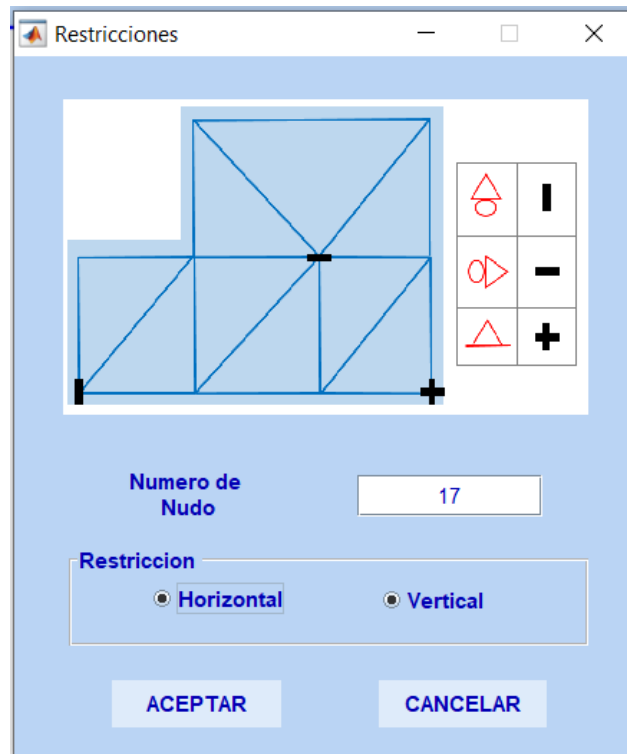 Restricciones
Numero de
Nudo
17
Restriccion
Horizontal
Vertical
ACEPTAR
CANCELAR